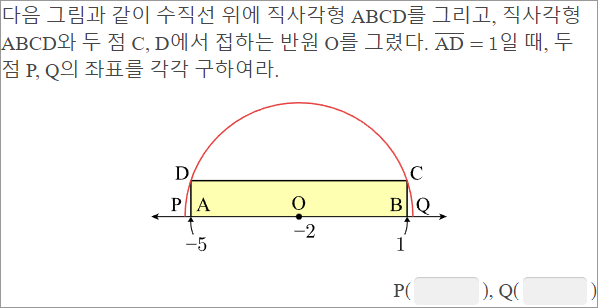 다음 그림과 같이 수직선 위에 직사각형 ABCD를 그리고, 직사각형
ABCD와 두 점 C, D에서 접하는 반원 O를 그렸다. \overline{AD} = 1일 때, 두
점 P, Q의 좌표를 각각 구하여라.
D C
P A O B Q
-5 -2 1
P( ), Q( )